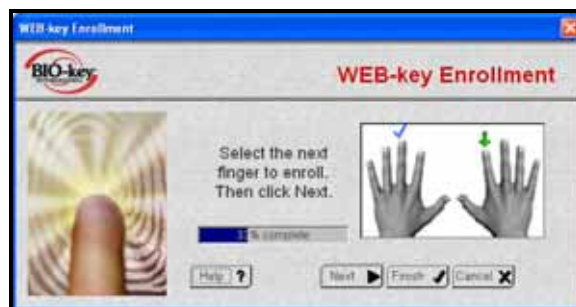 WEB-key Enrollment
BIO-key
WEB-key Enrollment
Select the next
finger to enroll.
Then click Next.
% complete
Help ?
Next
Finish
Cancel